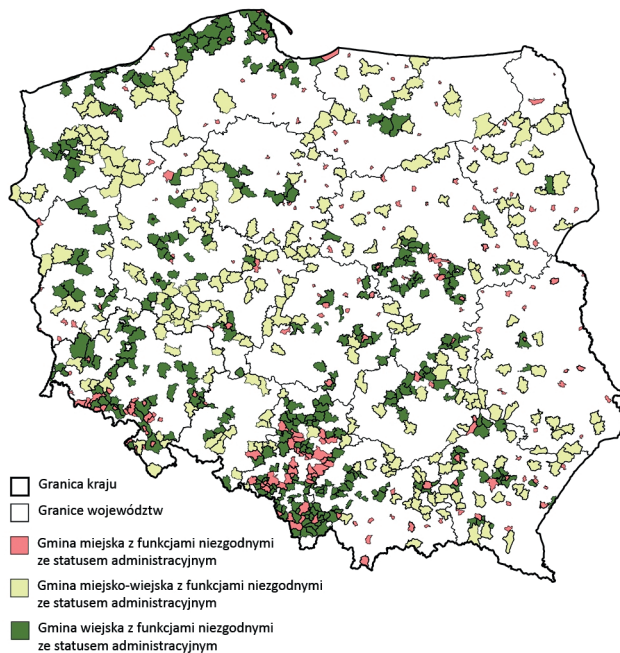 Granica kraju
Granice województw
Gmina miejska z funkcjami niezgodnymi
ze statusem administracyjnym
Gmina miejsko-wiejska z funkcjami niezgodnymi
ze statusem administracyjnym
Gmina wiejska z funkcjami niezgodnymi
ze statusem administracyjnym